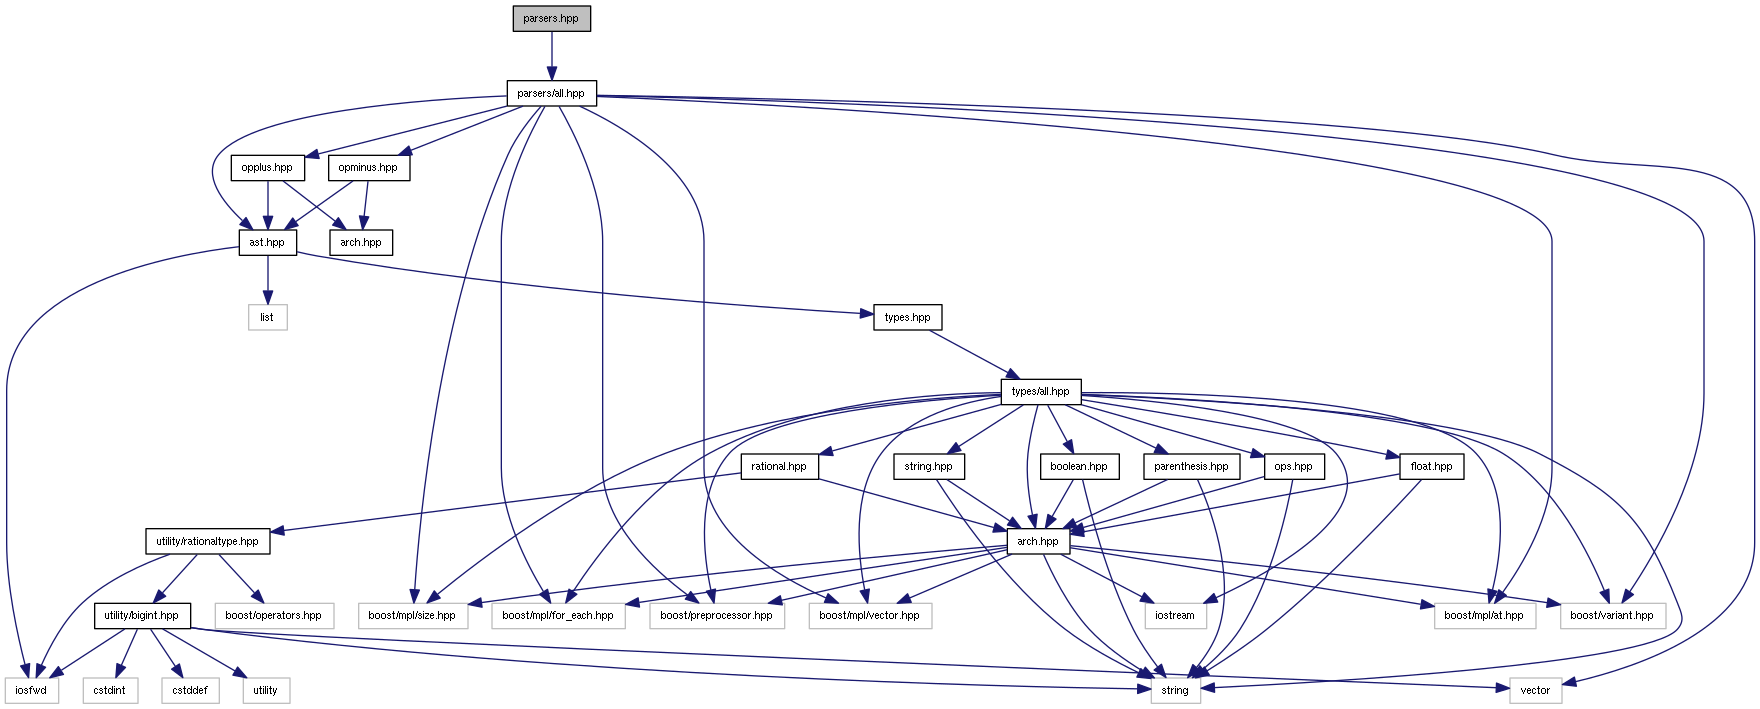 parsers.hpp
parsers/all.hpp
opplus.hpp
opminus.hpp
ast.hpp
arch.hpp
list
types.hpp
types/all.hpp
rational.hpp
string.hpp
boolean.hpp
parenthesis.hpp
ops.hpp
float.hpp
utility/rationaltype.hpp
arch.hpp
utility/bigint.hpp
boost/operators.hpp
boost/mpl/size.hpp
boost/mpl/for_each.hpp
boost/preprocessor.hpp
boost/mpl/vector.hpp
iostream
boost/mpl/at.hpp
boost/variant.hpp
iosfwd
cstdint
cstddef
utility
string
vector